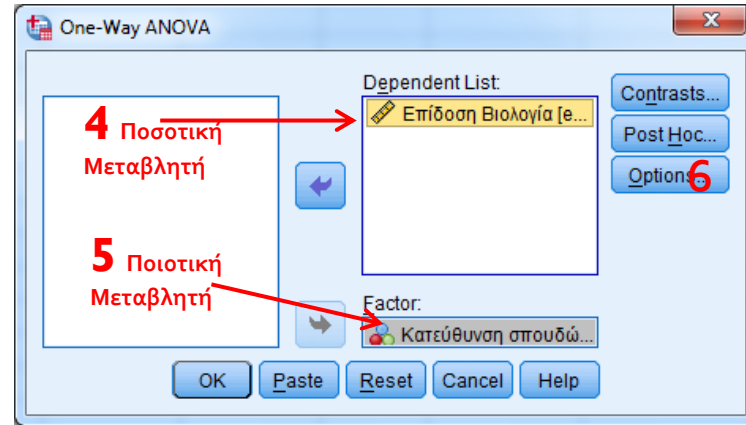 One-Way ANOVA
Dependent List:
4 Ποσοτική
Μεταβλητή
Επίδοση Βιολογία [e...
Contrasts...
Post Hoc...
Options...
6
5 Ποιοτική
Μεταβλητή
Factor:
Κατεύθυνση σπουδώ...
OK Paste Reset Cancel Help